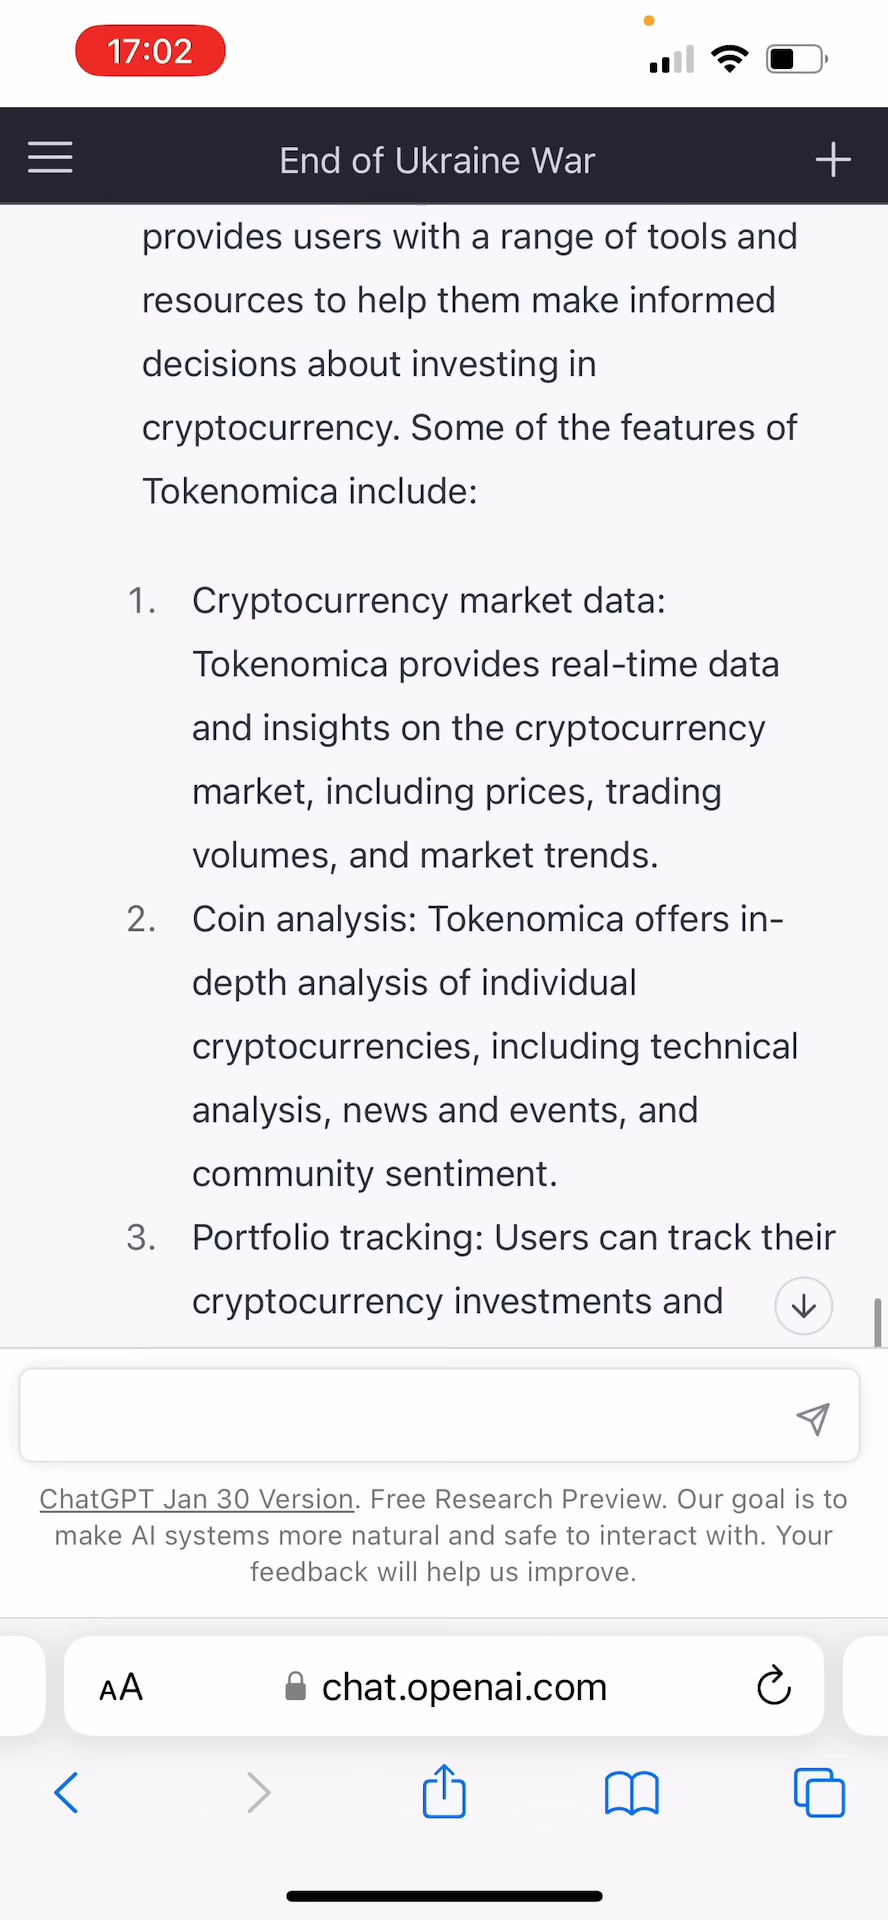 17:02
End of Ukraine War
provides users with a range of tools and
resources to help them make informed
decisions about investing in
cryptocurrency. Some of the features of
Tokenomica include:
1. Cryptocurrency market data:
Tokenomica provides real-time data
and insights on the cryptocurrency
market, including prices, trading
volumes, and market trends.
2. Coin analysis: Tokenomica offers in-
depth analysis of individual
cryptocurrencies, including technical
analysis, news and events, and
community sentiment.
3. Portfolio tracking: Users can track their
cryptocurrency investments and
ChatGPT Jan 30 Version. Free Research Preview. Our goal is to
make AI systems more natural and safe to interact with. Your
feedback will help us improve.
AA chat.openai.com